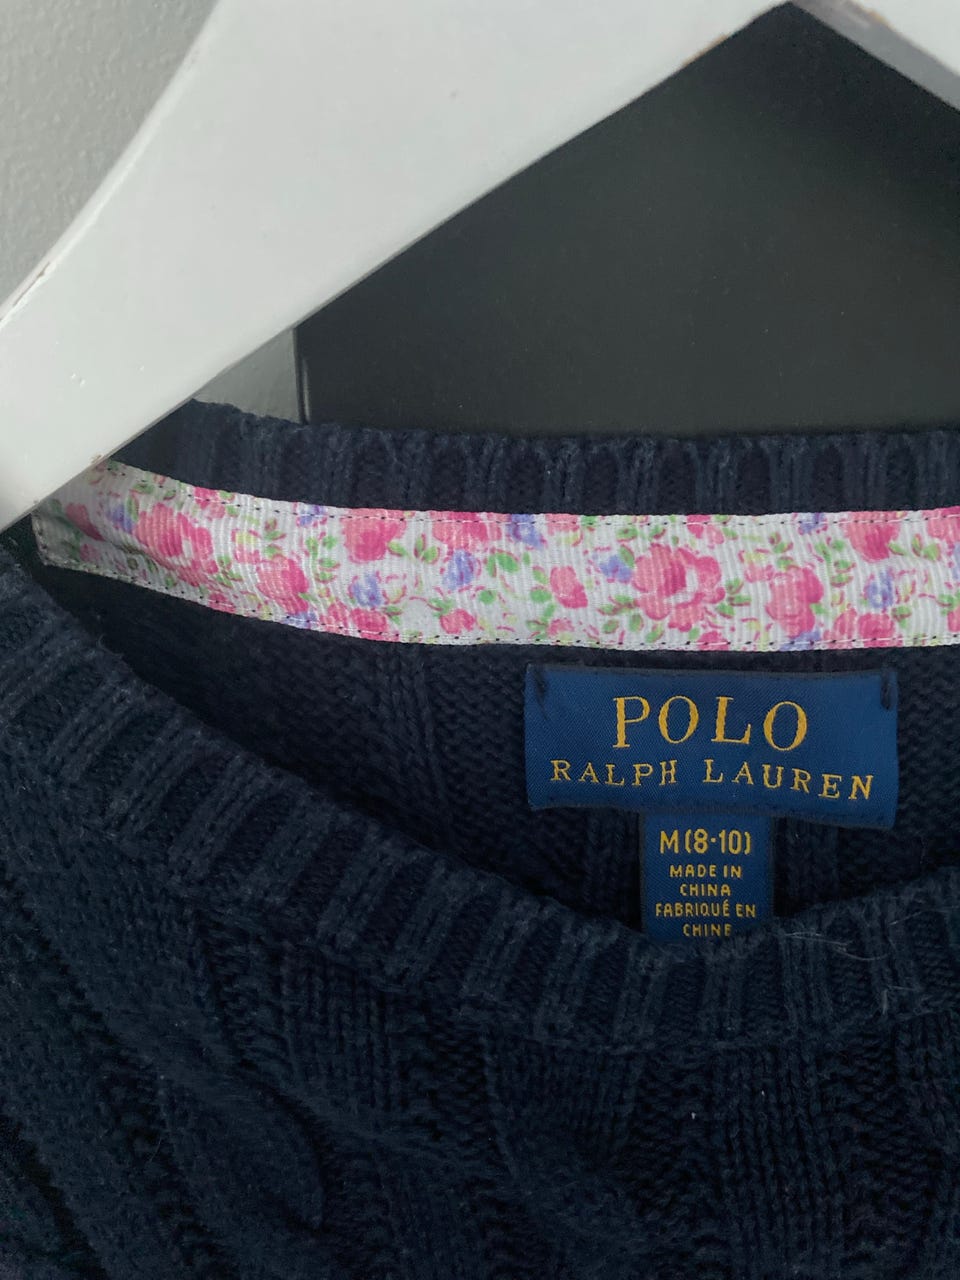 POLO
RALPH LAUREN
M(8-10)
MADE IN
CHINA
FABRIQUÉ EN
CHINE